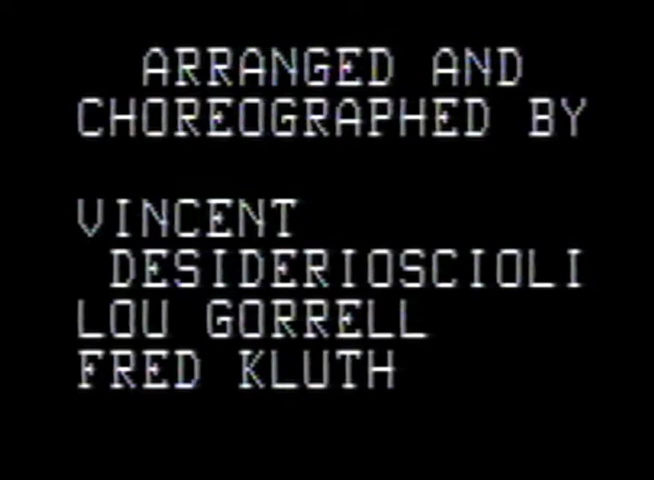 ARRANGED AND
CHOREOGRAPHED BY
VINCENT
DESIDERIOSCIOLI
LOU GORRELL
FRED KLUTH